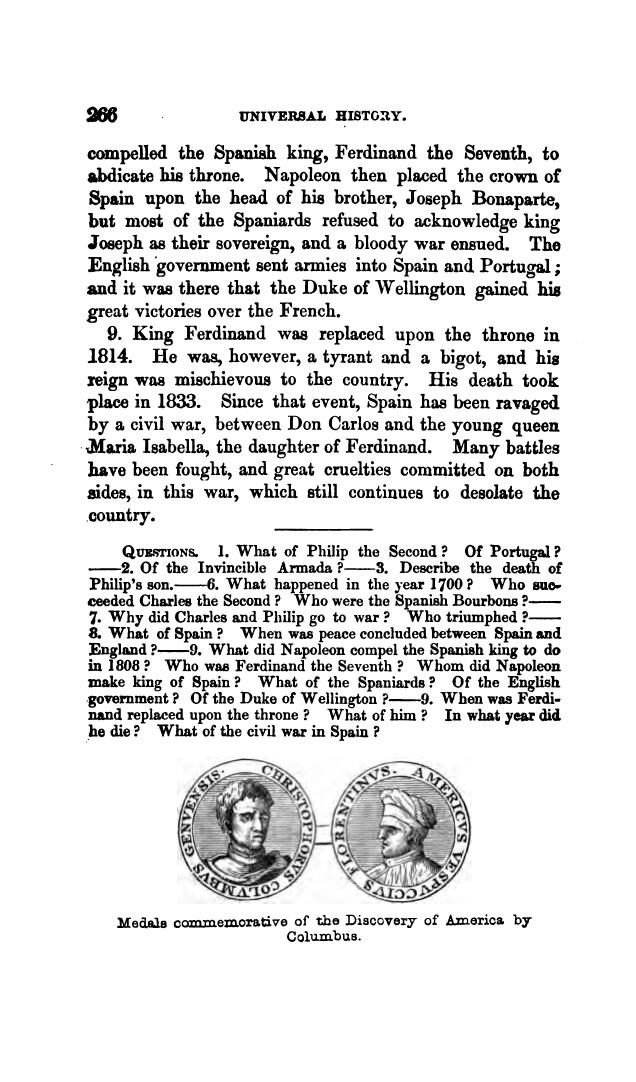 266 UNIVERSAL HISTORY.
compelled the Spanish king, Ferdinand the Seventh, to
abdicate his throne. Napoleon then placed the crown of
Spain upon the head of his brother, Joseph Bonaparte,
but most of the Spaniards refused to acknowledge king
Joseph as their sovereign, and a bloody war ensued. The
English government sent armies into Spain and Portugal;
and it was there that the Duke of Wellington gained his
great victories over the French.
9. King Ferdinand was replaced upon the throne in
1814. He was, however, a tyrant and a bigot, and his
reign was mischievous to the country. His death took
place in 1833. Since that event, Spain has been ravaged
by a civil war, between Don Carlos and the young queen
Maria Isabella, the daughter of Ferdinand. Many battles
have been fought, and great cruelties committed on both
sides, in this war, which still continues to desolate the
country.
QUESTIONS. 1. What of Philip the Second? Of Portugal?
——2. Of the Invincible Armada?——3. Describe the death of
Philip's son.——6. What happened in the year 1700? Who suc-
ceeded Charles the Second? Who were the Spanish Bourbons?——
7. Why did Charles and Philip go to war? Who triumphed?——
8. What of Spain? When was peace concluded between Spain and
England?——9. What did Napoleon compel the Spanish king to do
in 1808? Who was Ferdinand the Seventh? Whom did Napoleon
make king of Spain? What of the Spaniards? Of the English
government? Of the Duke of Wellington?——9. When was Ferdi-
nand replaced upon the throne? What of him? In what year did
he die? What of the civil war in Spain?
CHRISTOPHORVS COLVMBVS GENVENSIS.
AMERICVS VESPVCCIVS FLORENTINVS.
Medals commemorative of the Discovery of America by
Columbus.